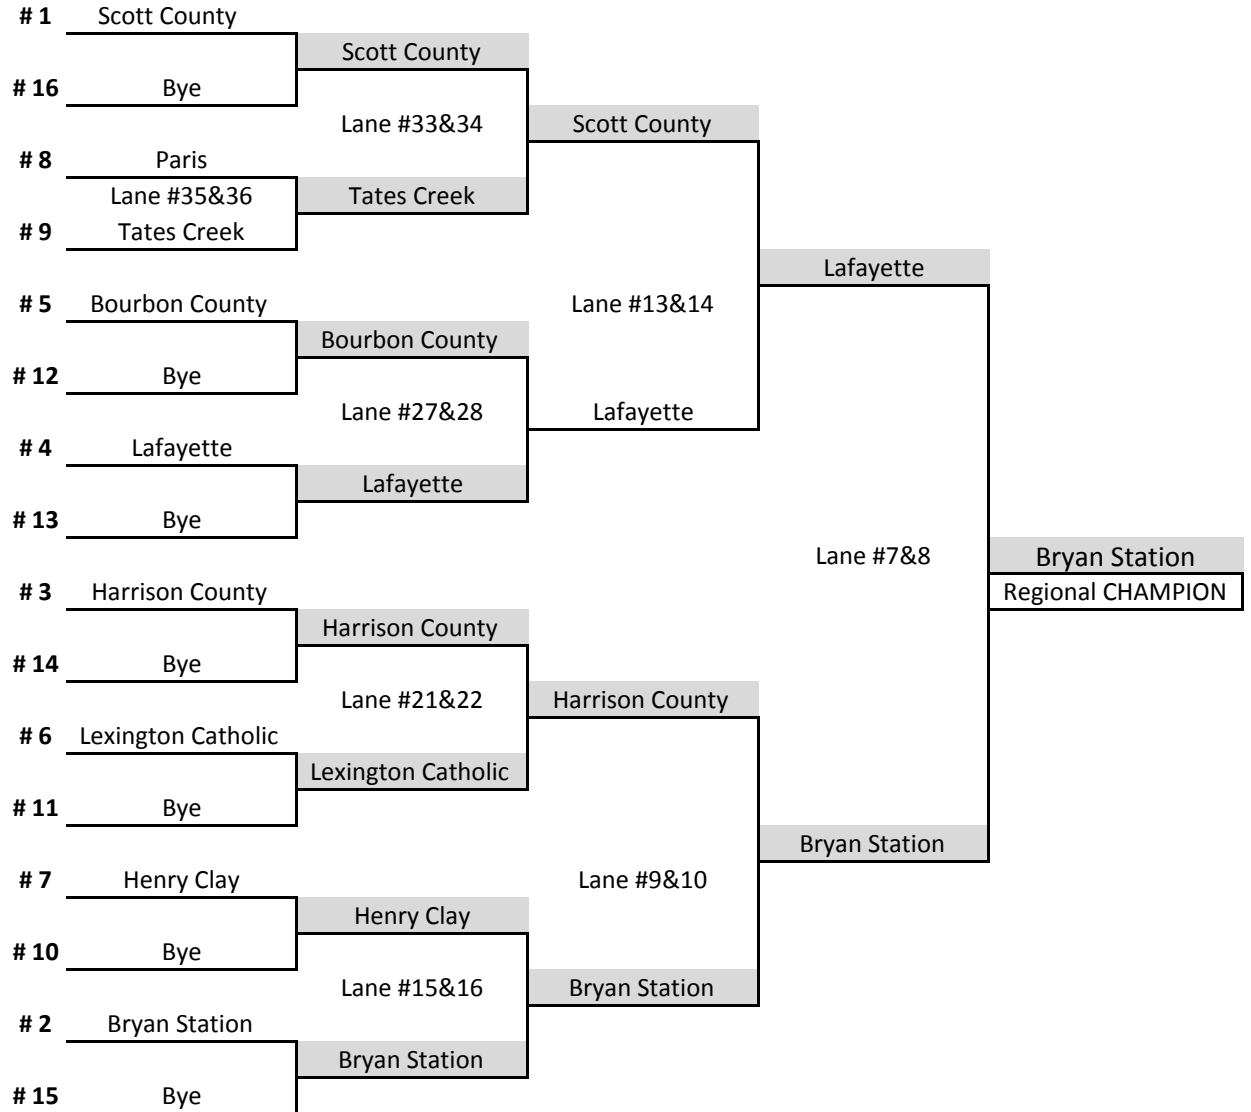 # 1 Scott County
Scott County
# 16 Bye
Lane #33&34 Scott County
# 8 Paris
Lane #35&36 Tates Creek
# 9 Tates Creek
Lafayette
# 5 Bourbon County Lane #13&14
Bourbon County
# 12 Bye
Lane #27&28 Lafayette
# 4 Lafayette
Lafayette
# 13 Bye
Lane #7&8 Bryan Station
# 3 Harrison County Regional CHAMPION
Harrison County
# 14 Bye
Lane #21&22 Harrison County
# 6 Lexington Catholic
Lexington Catholic
# 11 Bye
Bryan Station
# 7 Henry Clay Lane #9&10
Henry Clay
# 10 Bye
Lane #15&16 Bryan Station
# 2 Bryan Station
Bryan Station
# 15 Bye